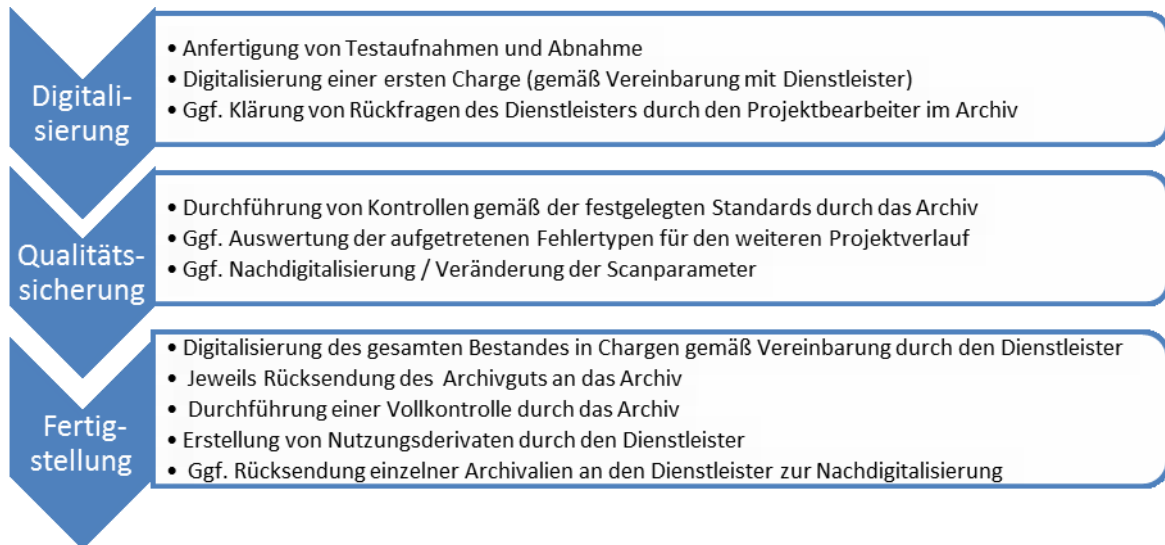 Digitali-
sierung
• Anfertigung von Testaufnahmen und Abnahme
• Digitalisierung einer ersten Charge (gemäß Vereinbarung mit Dienstleister)
• Ggf. Klärung von Rückfragen des Dienstleisters durch den Projektbearbeiter im Archiv
Qualitäts-
sicherung
• Durchführung von Kontrollen gemäß der festgelegten Standards durch das Archiv
• Ggf. Auswertung der aufgetretenen Fehlertypen für den weiteren Projektverlauf
• Ggf. Nachdigitalisierung / Veränderung der Scanparameter
Fertig-
stellung
• Digitalisierung des gesamten Bestandes in Chargen gemäß Vereinbarung durch den Dienstleister
• Jeweils Rücksendung des Archivguts an das Archiv
• Durchführung einer Vollkontrolle durch das Archiv
• Erstellung von Nutzungsderivaten durch den Dienstleister
• Ggf. Rücksendung einzelner Archivalien an den Dienstleister zur Nachdigitalisierung